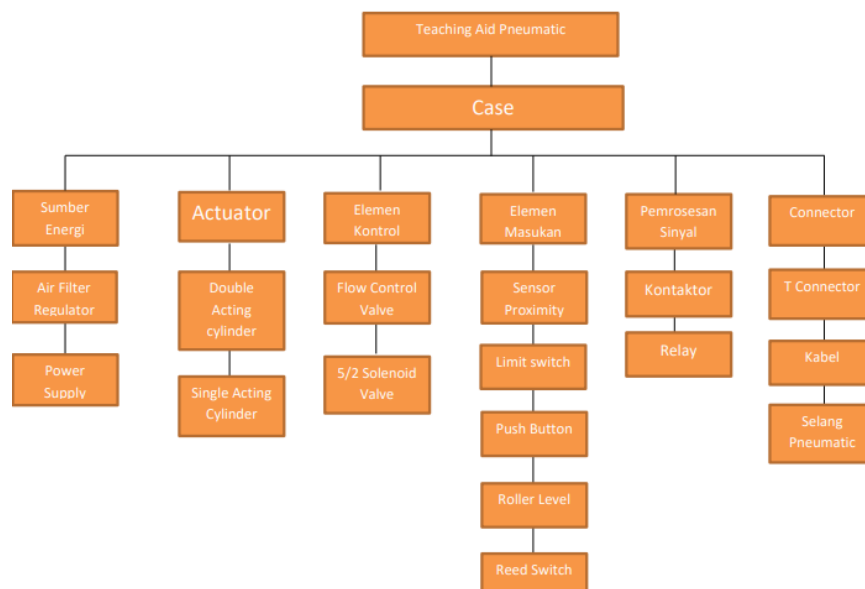 Teaching Aid Pneumatic
Case
Sumber
Energi
Air Filter
Regulator
Power
Supply
Actuator
Double
Acting
cylinder
Single Acting
Cylinder
Elemen
Kontrol
Flow Control
Valve
5/2 Solenoid
Valve
Elemen
Masukan
Sensor
Proximity
Limit switch
Push Button
Roller Level
Reed Switch
Pemrosesan
Sinyal
Kontaktor
Relay
Connector
T Connector
Kabel
Selang
Pneumatic